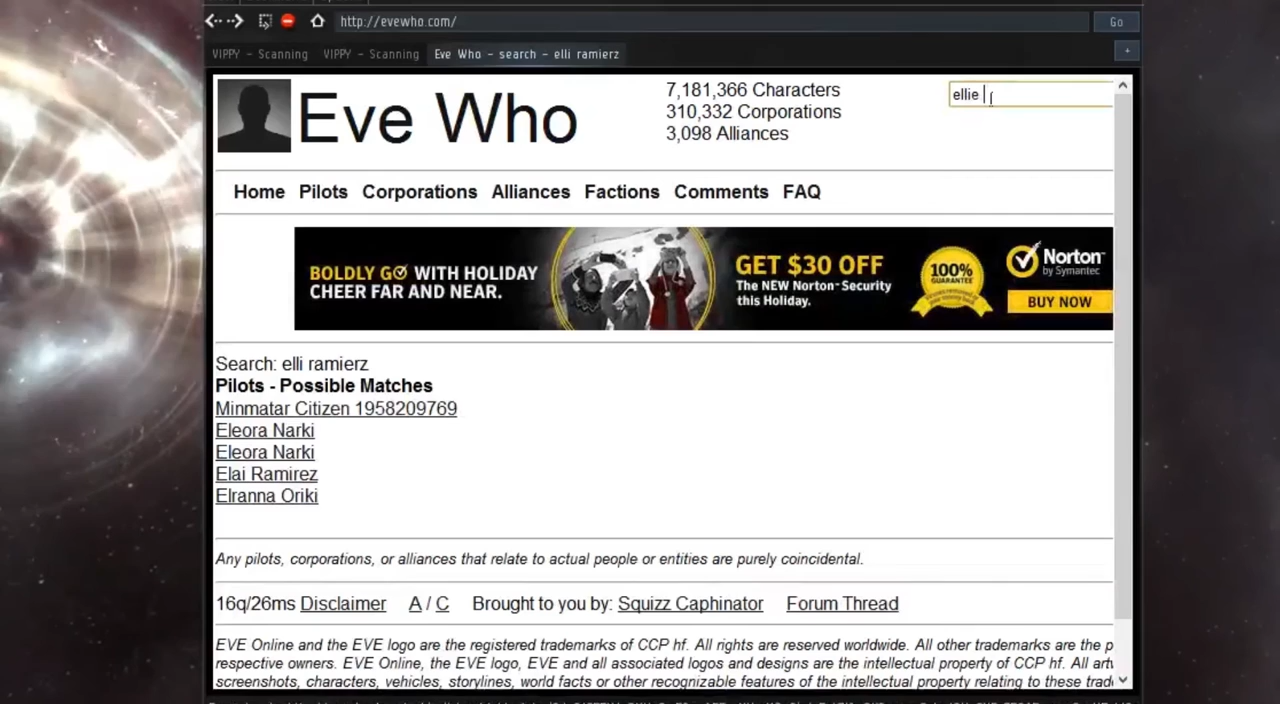 http://evewho.com/
Go
VIPPY - Scanning
VIPPY - Scanning
Eve Who - search - elli ramierz
+
Eve Who
7,181,366 Characters
310,332 Corporations
3,098 Alliances
ellie
Home Pilots Corporations Alliances Factions Comments FAQ
BOLDLY GO WITH HOLIDAY
CHEER FAR AND NEAR.
GET $30 OFF
The NEW Norton Security
this Holiday.
100%
GUARANTEE
Norton
by Symantec
BUY NOW
Search: elli ramierz
Pilots - Possible Matches
Minmatar Citizen 1958209769
Eleora Narki
Eleora Narki
Elai Ramirez
Elranna Oriki
Any pilots, corporations, or alliances that relate to actual people or entities are purely coincidental.
16q/26ms Disclaimer A / C Brought to you by: Squizz Caphinator Forum Thread
EVE Online and the EVE logo are the registered trademarks of CCP hf. All rights are reserved worldwide. All other trademarks are the p
respective owners. EVE Online, the EVE logo, EVE and all associated logos and designs are the intellectual property of CCP hf. All
screenshots, characters, vehicles, storylines, world facts or other recognizable features of the intellectual property relating to these